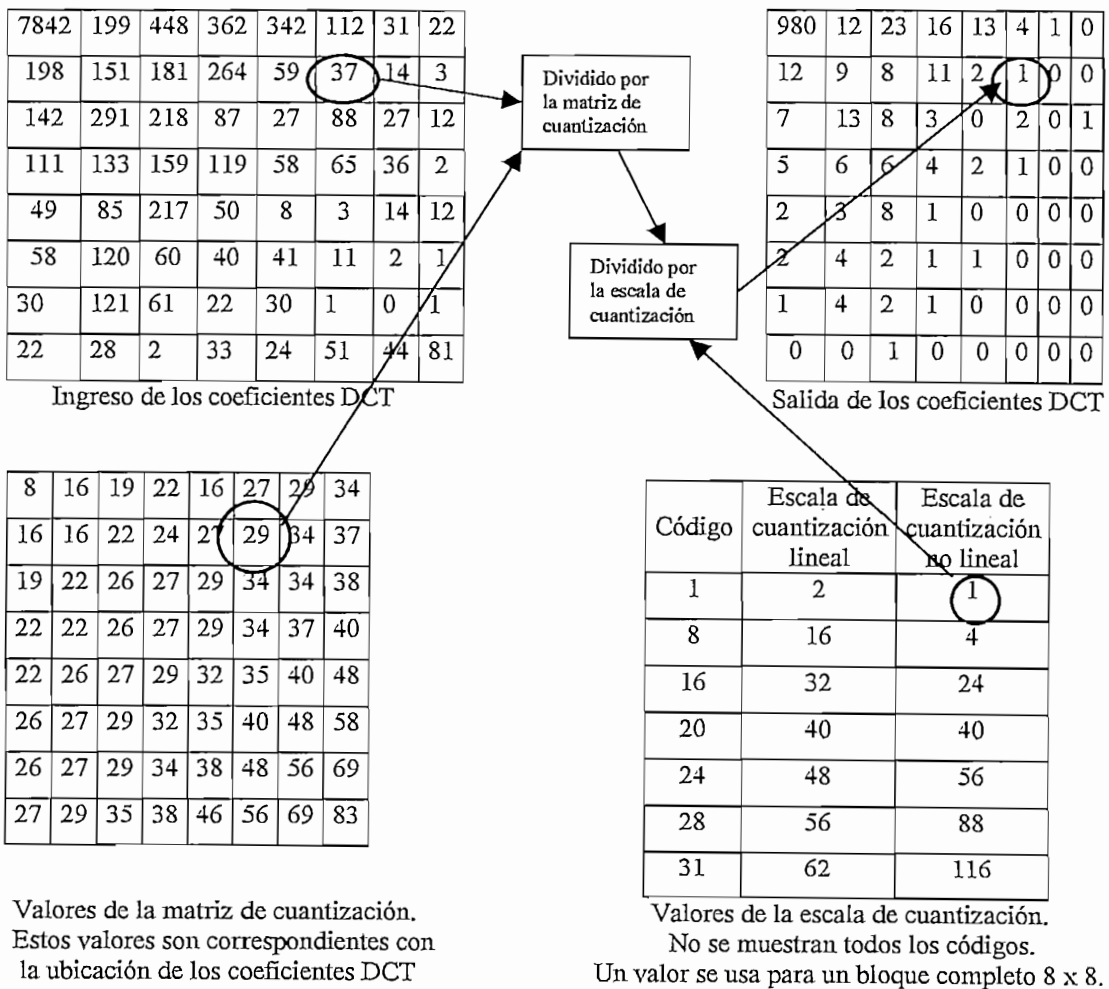 7842 199 448 362 342 112 31 22
198 151 181 264 59 37 14 3
142 291 218 87 27 88 27 12
111 133 159 119 58 65 36 2
49 85 217 50 8 3 14 12
58 120 60 40 41 11 2 1
30 121 61 22 30 1 0 1
22 28 2 33 24 51 44 81
Ingreso de los coeficientes DCT
Dividido por
la matriz de
cuantización
Dividido por
la escala de
cuantización
980 12 23 16 13 4 1 0
12 9 8 11 2 1 0 0
7 13 8 3 0 2 0 1
5 6 6 4 2 1 0 0
2 3 8 1 0 0 0 0
2 4 2 1 1 0 0 0
1 4 2 1 0 0 0 0
0 0 1 0 0 0 0 0
Salida de los coeficientes DCT
8 16 19 22 16 27 29 34
16 16 22 24 27 29 34 37
19 22 26 27 29 34 34 38
22 22 26 27 29 34 37 40
22 26 27 29 32 35 40 48
26 27 29 32 35 40 48 58
26 27 29 34 38 48 56 69
27 29 35 38 46 56 69 83
Valores de la matriz de cuantización.
Estos valores son correspondientes con
la ubicación de los coeficientes DCT
Código
Escala de
cuantización
lineal
Escala de
cuantización
no lineal
1 2 1
8 16 4
16 32 24
20 40 40
24 48 56
28 56 88
31 62 116
Valores de la escala de cuantización.
No se muestran todos los códigos.
Un valor se usa para un bloque completo 8 x 8.